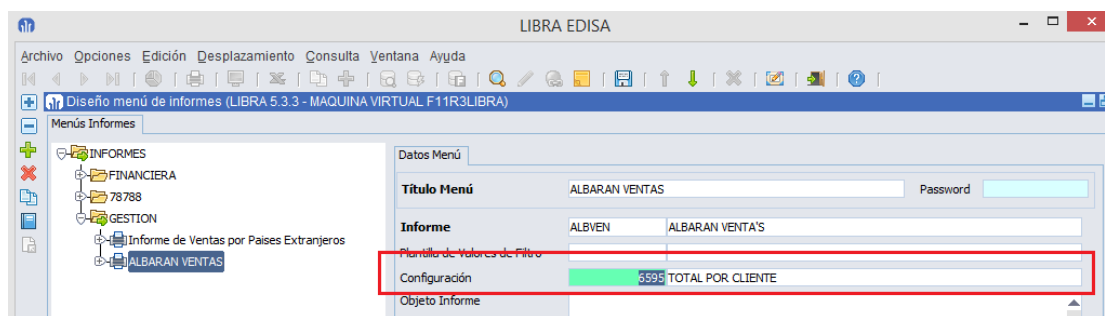 LIBRA EDISA
Archivo Opciones Edición Desplazamiento Consulta Ventana Ayuda
Diseño menú de informes (LIBRA 5.3.3 - MAQUINA VIRTUAL F11R3LIBRA)
Menús Informes
INFORMES
FINANCIERA
78788
GESTION
Informe de Ventas por Paises Extranjeros
ALBARAN VENTAS
Datos Menú
Título Menú ALBARAN VENTAS Password
Informe ALBVEN ALBARAN VENTA'S
Plantilla de Valores de Filtro
Configuración 6595 TOTAL POR CLIENTE
Objeto Informe